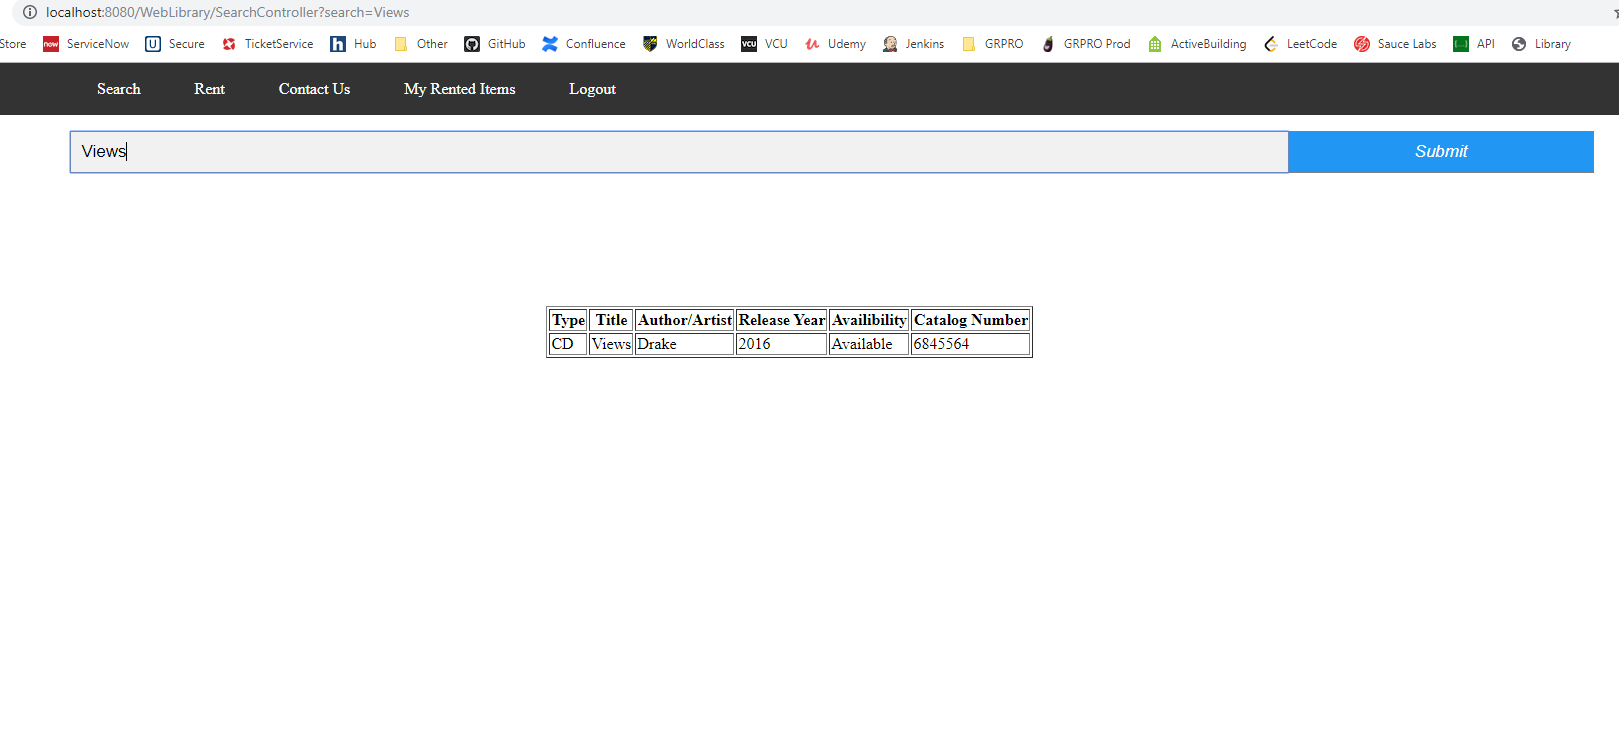 localhost:8080/WebLibrary/SearchController?search=Views
Store now ServiceNow U Secure TicketService h Hub Other GitHub Confluence WorldClass VCU VCU Udemy Jenkins GRPRO GRPRO Prod ActiveBuilding LeetCode Sauce Labs API Library
Search Rent Contact Us My Rented Items Logout
Views Submit
Type Title Author/Artist Release Year Availibility Catalog Number
CD Views Drake 2016 Available 6845564